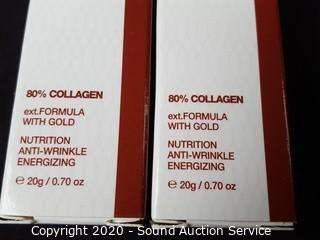 80% COLLAGEN
ext.FORMULA
WITH GOLD
NUTRITION
ANTI-WRINKLE
ENERGIZING
℮ 20g / 0.70 oz
80% COLLAGEN
ext.FORMULA
WITH GOLD
NUTRITION
ANTI-WRINKLE
ENERGIZING
℮ 20g / 0.70 oz
Copyright 2020 - Sound Auction Service